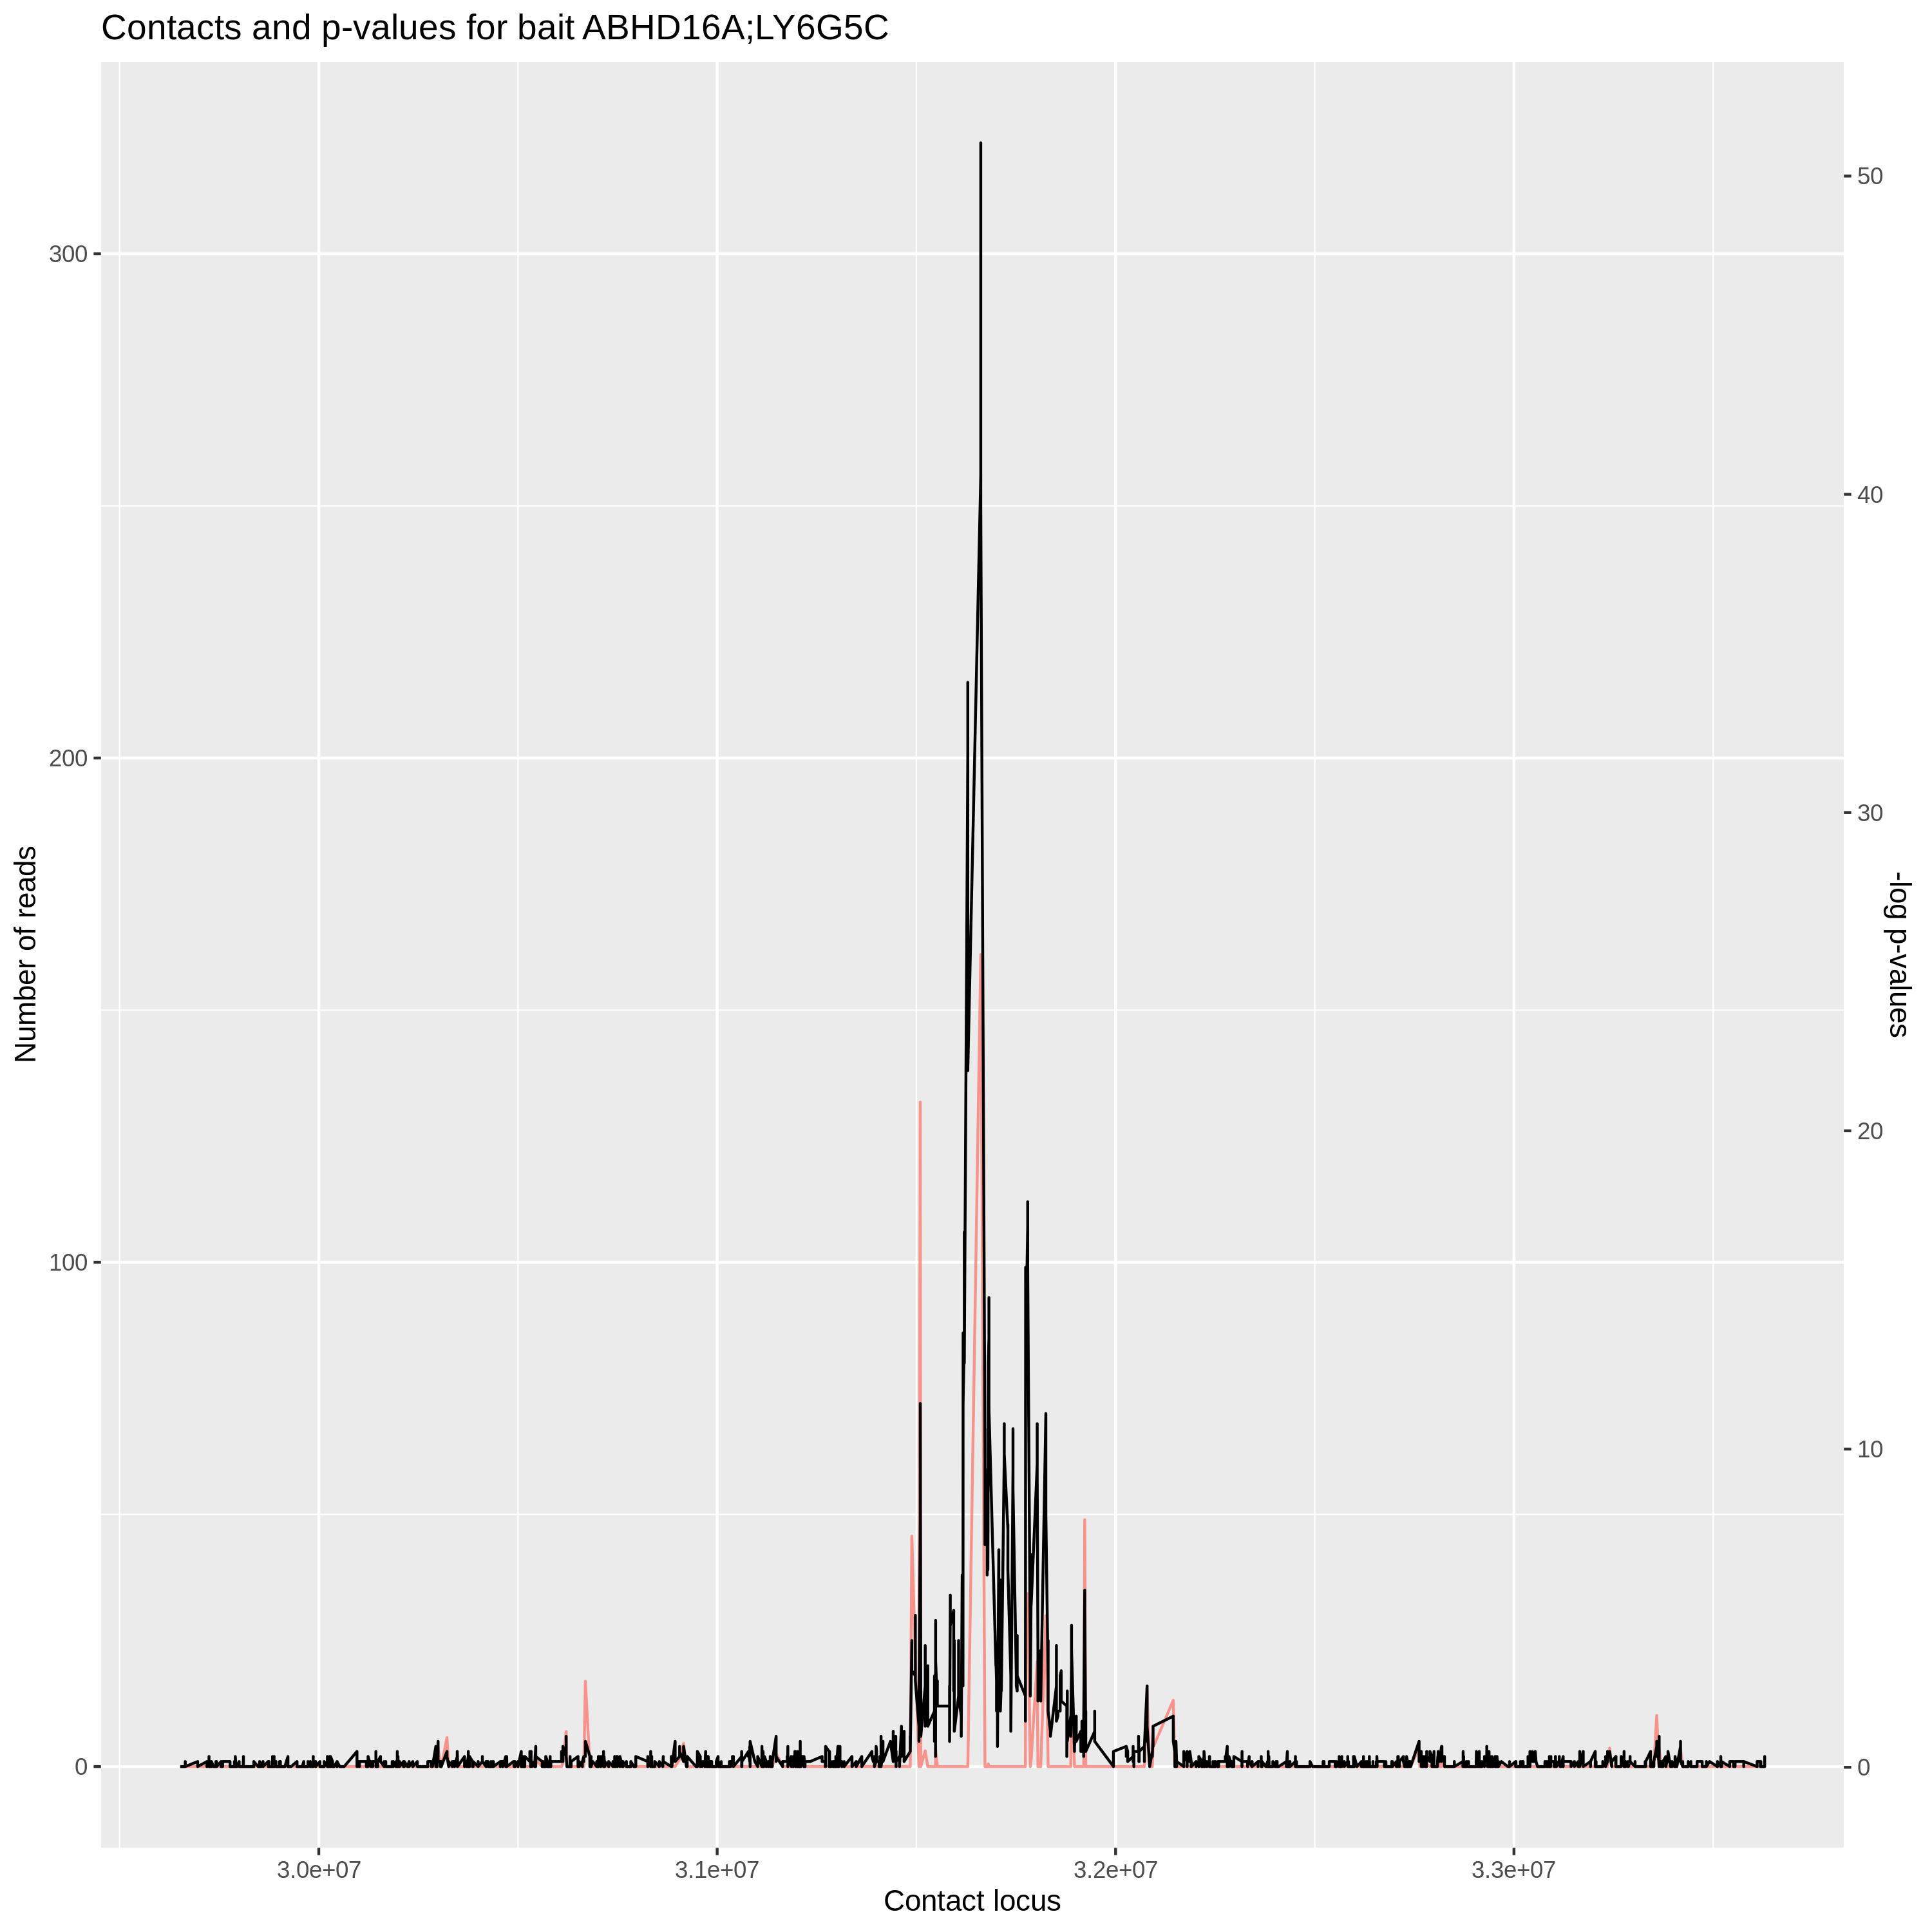 Contacts and p-values for bait ABHD16A;LY6G5C
Number of reads
300
200
100
0
50
40
30
20
10
0
-log p-values
3.0e+07
3.1e+07
3.2e+07
3.3e+07
Contact locus